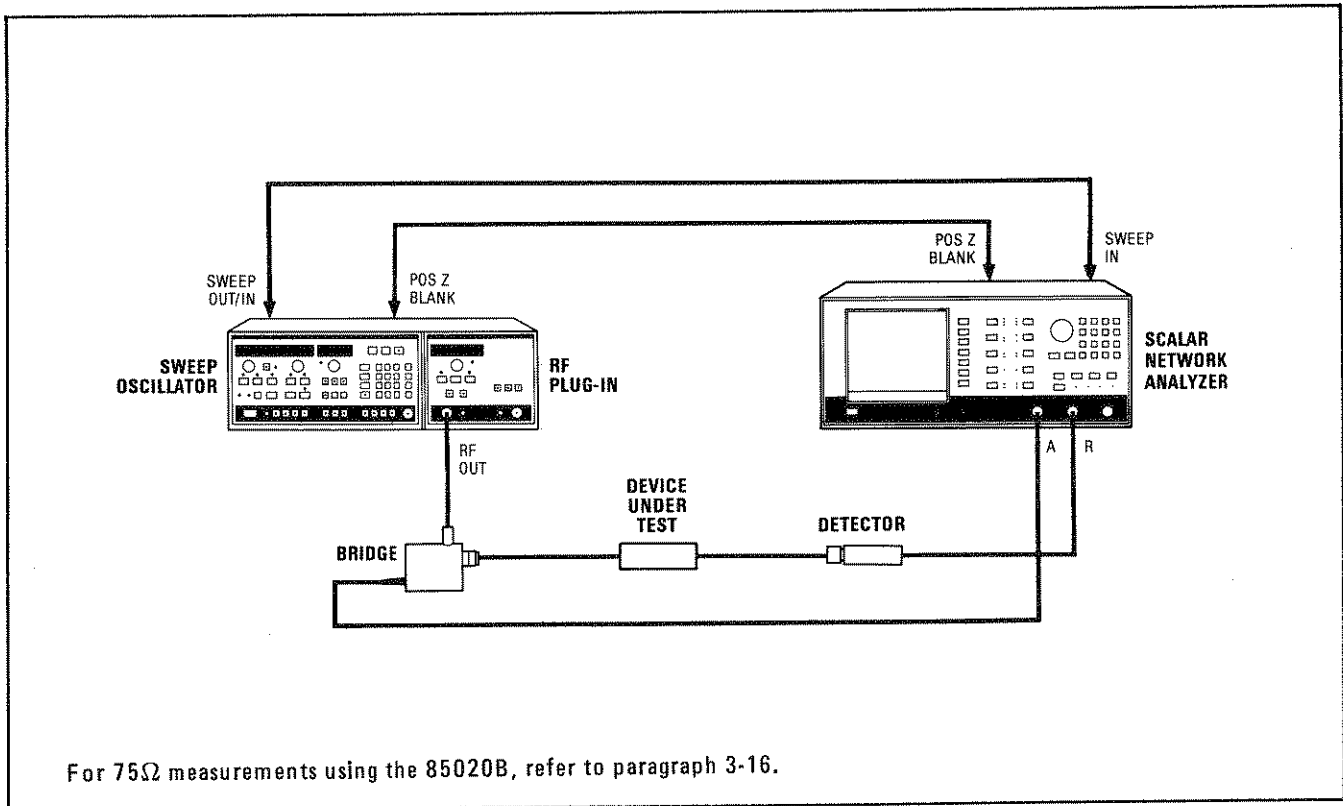 SWEEP
OUT/IN
POS Z
BLANK
POS Z
BLANK
SWEEP
IN
SWEEP
OSCILLATOR
RF
PLUG-IN
SCALAR
NETWORK
ANALYZER
RF
OUT
A
R
BRIDGE
DEVICE
UNDER
TEST
DETECTOR
For 75Ω measurements using the 85020B, refer to paragraph 3-16.